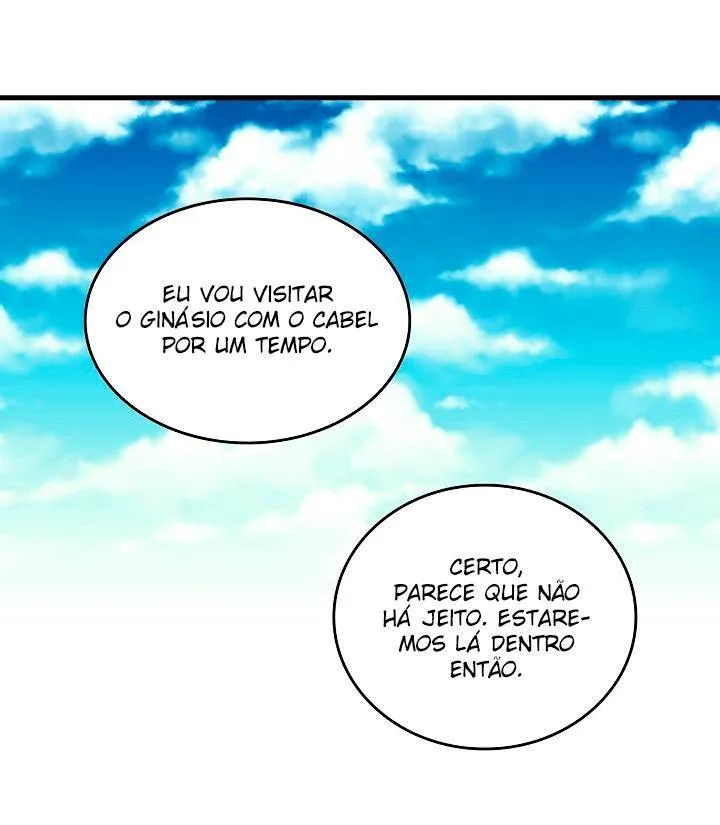 EU VOU VISITAR
O GINÁSIO COM O CABEL
POR UM TEMPO.
CERTO,
PARECE QUE NÃO
HÁ JEITO. ESTARE-
MOS LÁ DENTRO
ENTÃO.